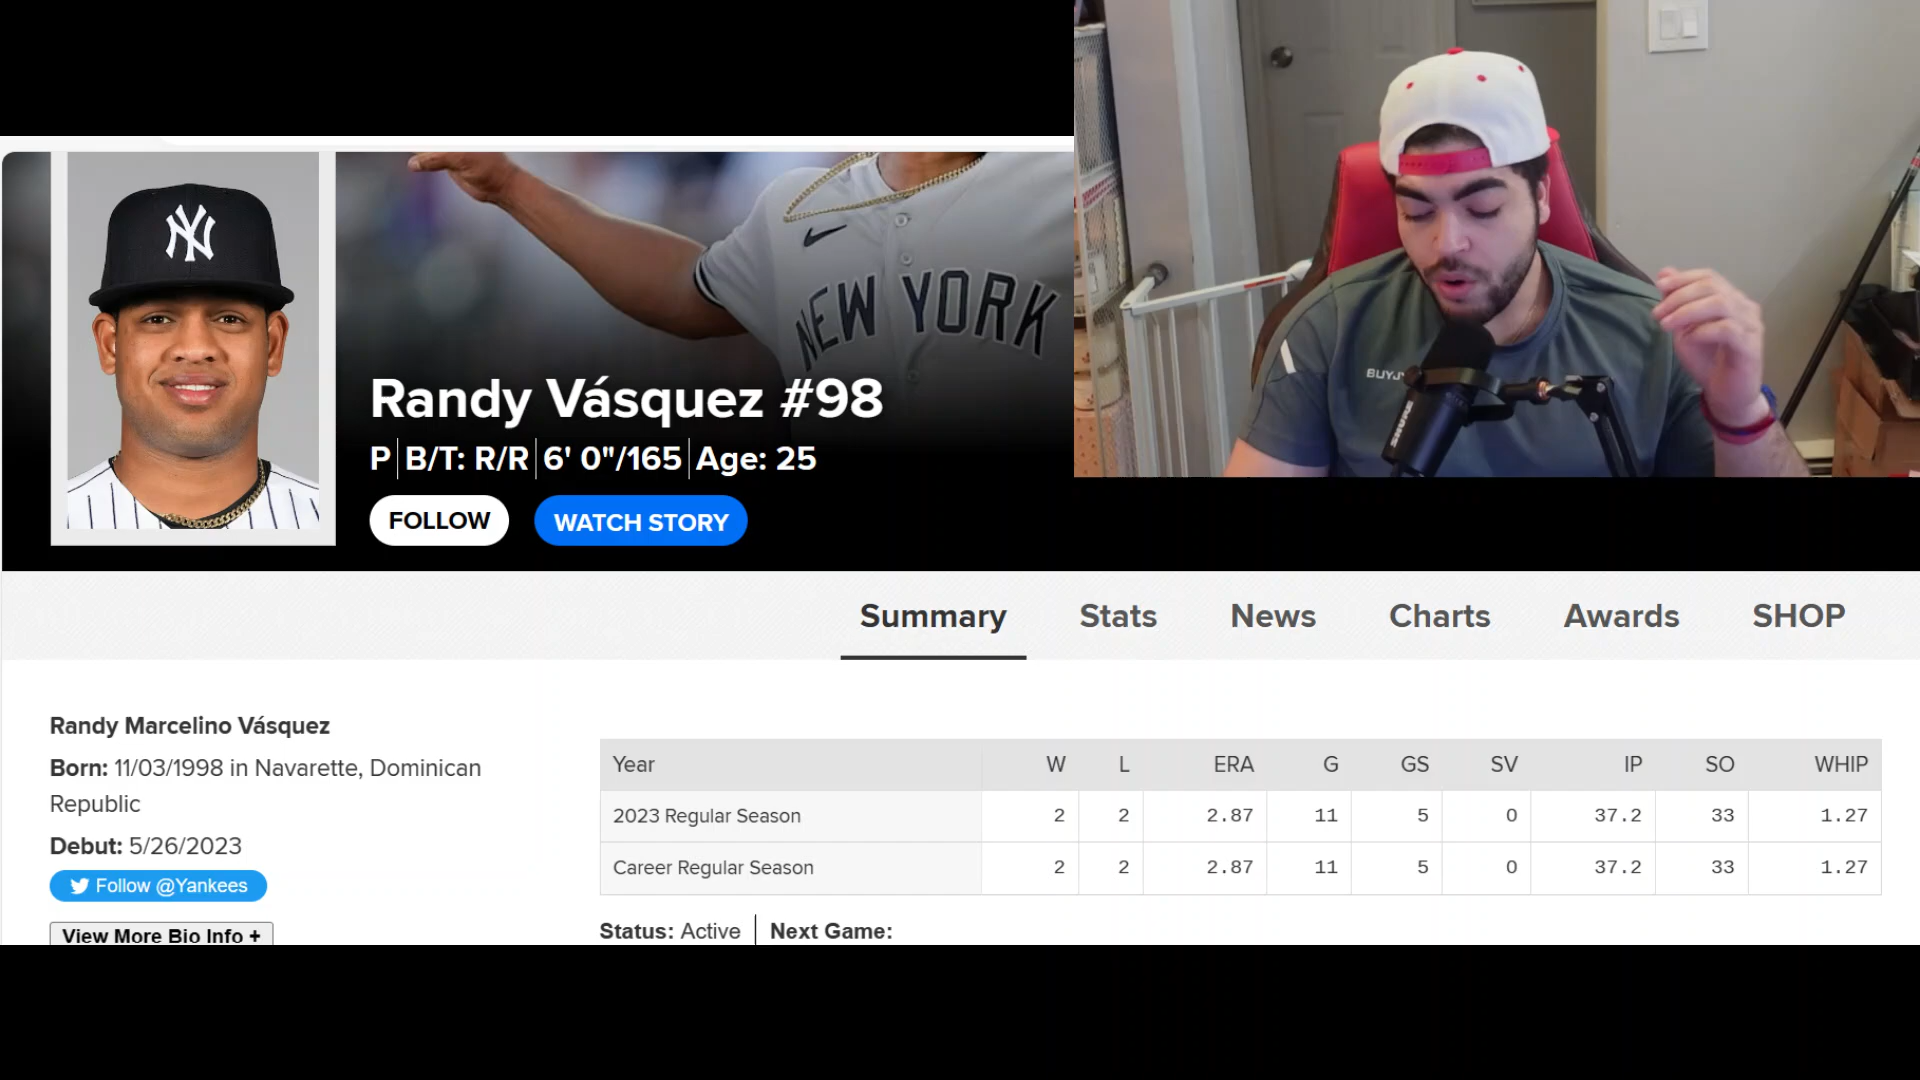 NY
NEW YORK
BUYJ
SHURE
Randy Vásquez #98
P B/T: R/R 6' 0"/165 Age: 25
FOLLOW WATCH STORY
Summary Stats News Charts Awards SHOP
Randy Marcelino Vásquez
Born: 11/03/1998 in Navarette, Dominican
Republic
Debut: 5/26/2023
Follow @Yankees
View More Bio Info +
Year W L ERA G GS SV IP SO WHIP
2023 Regular Season 2 2 2.87 11 5 0 37.2 33 1.27
Career Regular Season 2 2 2.87 11 5 0 37.2 33 1.27
Status: Active Next Game: